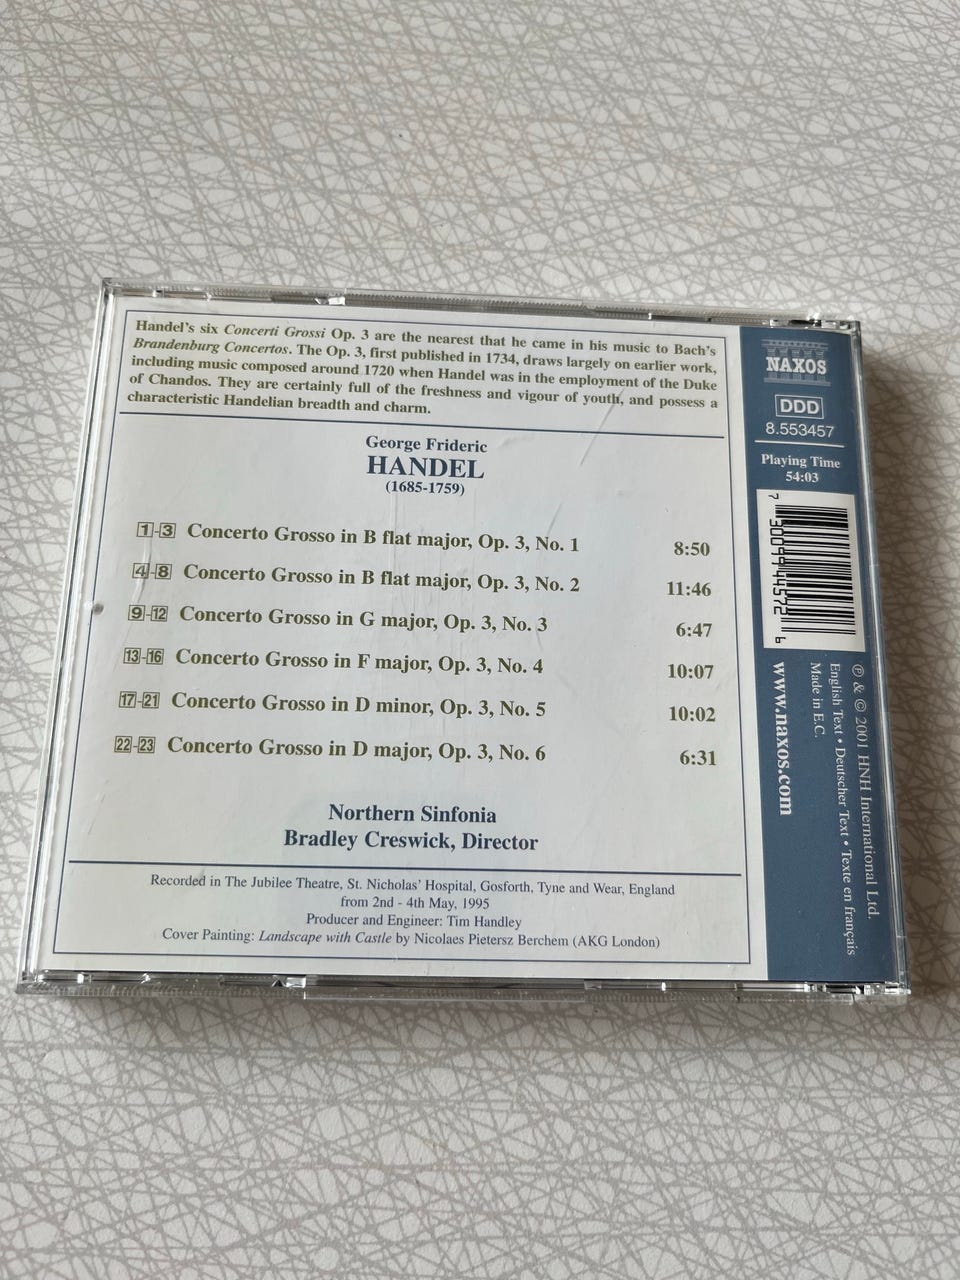 Handel's six Concerti Grossi Op. 3 are the nearest that he came in his music to Bach's
Brandenburg Concertos. The Op. 3, first published in 1734, draws largely on earlier work,
including music composed around 1720 when Handel was in the employment of the Duke
of Chandos. They are certainly full of the freshness and vigour of youth, and possess a
characteristic Handelian breadth and charm.
George Frideric
HANDEL
(1685-1759)
1-3 Concerto Grosso in B flat major, Op. 3, No. 1 8:50
4-8 Concerto Grosso in B flat major, Op. 3, No. 2 11:46
9-12 Concerto Grosso in G major, Op. 3, No. 3 6:47
13-16 Concerto Grosso in F major, Op. 3, No. 4 10:07
17-21 Concerto Grosso in D minor, Op. 3, No. 5 10:02
22-23 Concerto Grosso in D major, Op. 3, No. 6 6:31
Northern Sinfonia
Bradley Creswick, Director
Recorded in The Jubilee Theatre, St. Nicholas' Hospital, Gosforth, Tyne and Wear, England
from 2nd - 4th May, 1995
Producer and Engineer: Tim Handley
Cover Painting: Landscape with Castle by Nicolaes Pietersz Berchem (AKG London)
NAXOS
DDD
8.553457
Playing Time
54:03
7 30099 44572 6
℗ & © 2001 HNH International Ltd.
English Text • Deutscher Text • Texte en français
Made in E.C.
www.naxos.com